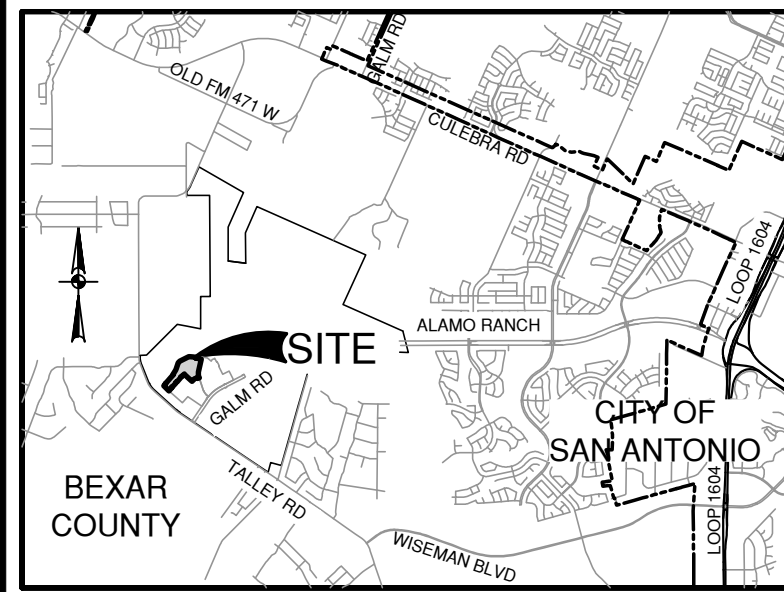 GALM RD
OLD FM 471 W
CULEBRA RD
LOOP 1604
ALAMO RANCH
SITE
GALM RD
CITY OF
SAN ANTONIO
BEXAR
COUNTY
TALLEY RD
LOOP 1604
WISEMAN BLVD